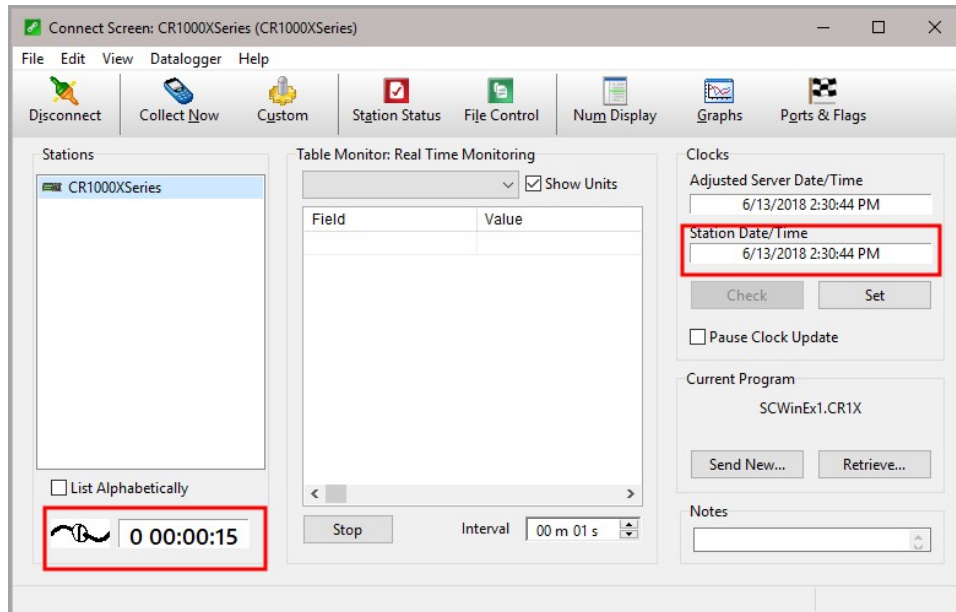 Connect Screen: CR1000XSeries (CR1000XSeries)
File Edit View Datalogger Help
Disconnect Collect Now Custom Station Status File Control Num Display Graphs Ports & Flags
Stations
CR1000XSeries
List Alphabetically
0 00:00:15
Table Monitor: Real Time Monitoring
Show Units
Field Value
Stop Interval 00 m 01 s
Clocks
Adjusted Server Date/Time
6/13/2018 2:30:44 PM
Station Date/Time
6/13/2018 2:30:44 PM
Check Set
Pause Clock Update
Current Program
SCWinEx1.CR1X
Send New... Retrieve...
Notes